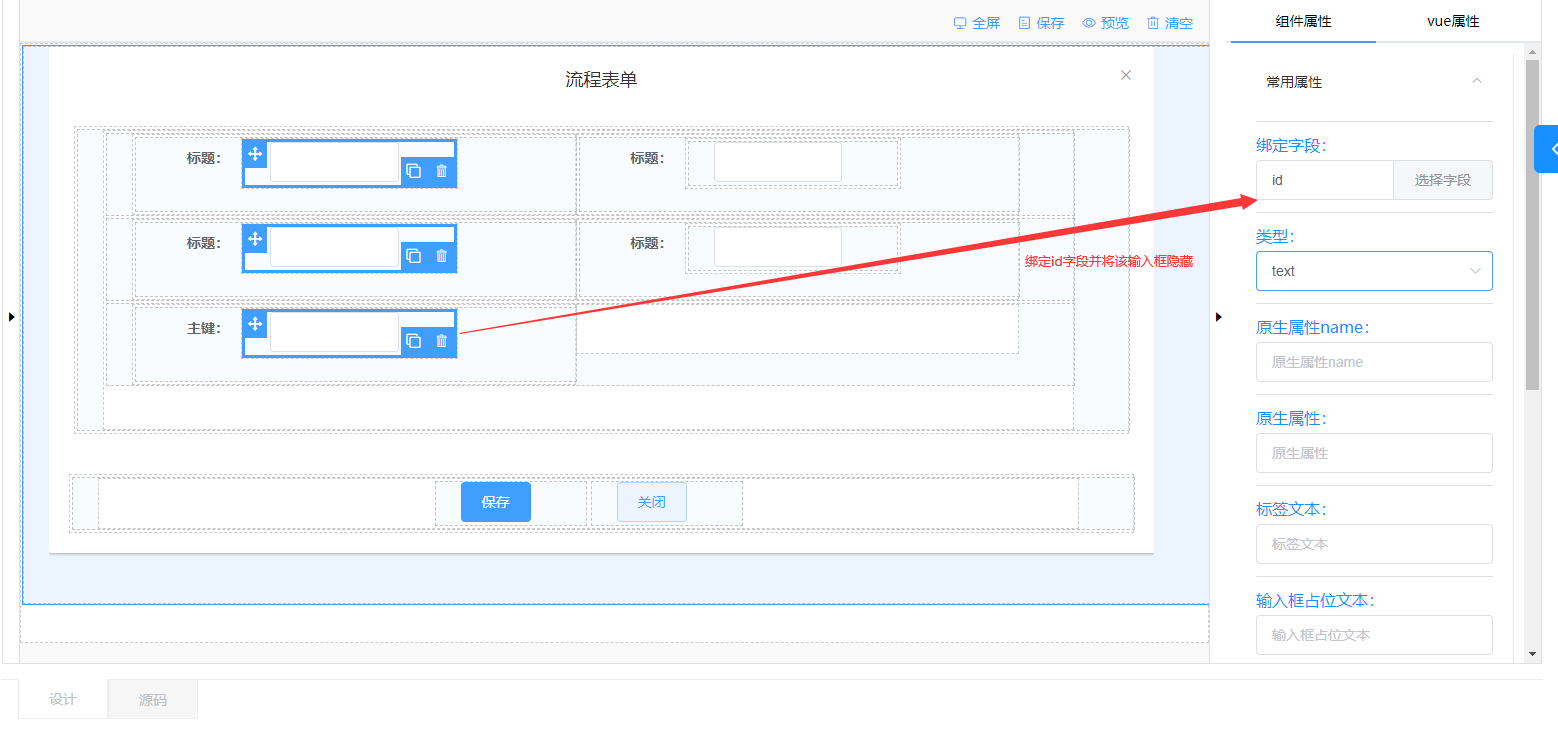 全屏 保存 预览 清空
组件属性 vue属性
流程表单
常用属性
标题： 标题：
绑定字段：
id 选择字段
标题： 标题：
类型：
绑定id字段并将该输入框隐藏
text
主键：
原生属性name：
原生属性name
原生属性：
原生属性
保存 关闭
标签文本：
标签文本
输入框占位文本：
输入框占位文本
设计 源码